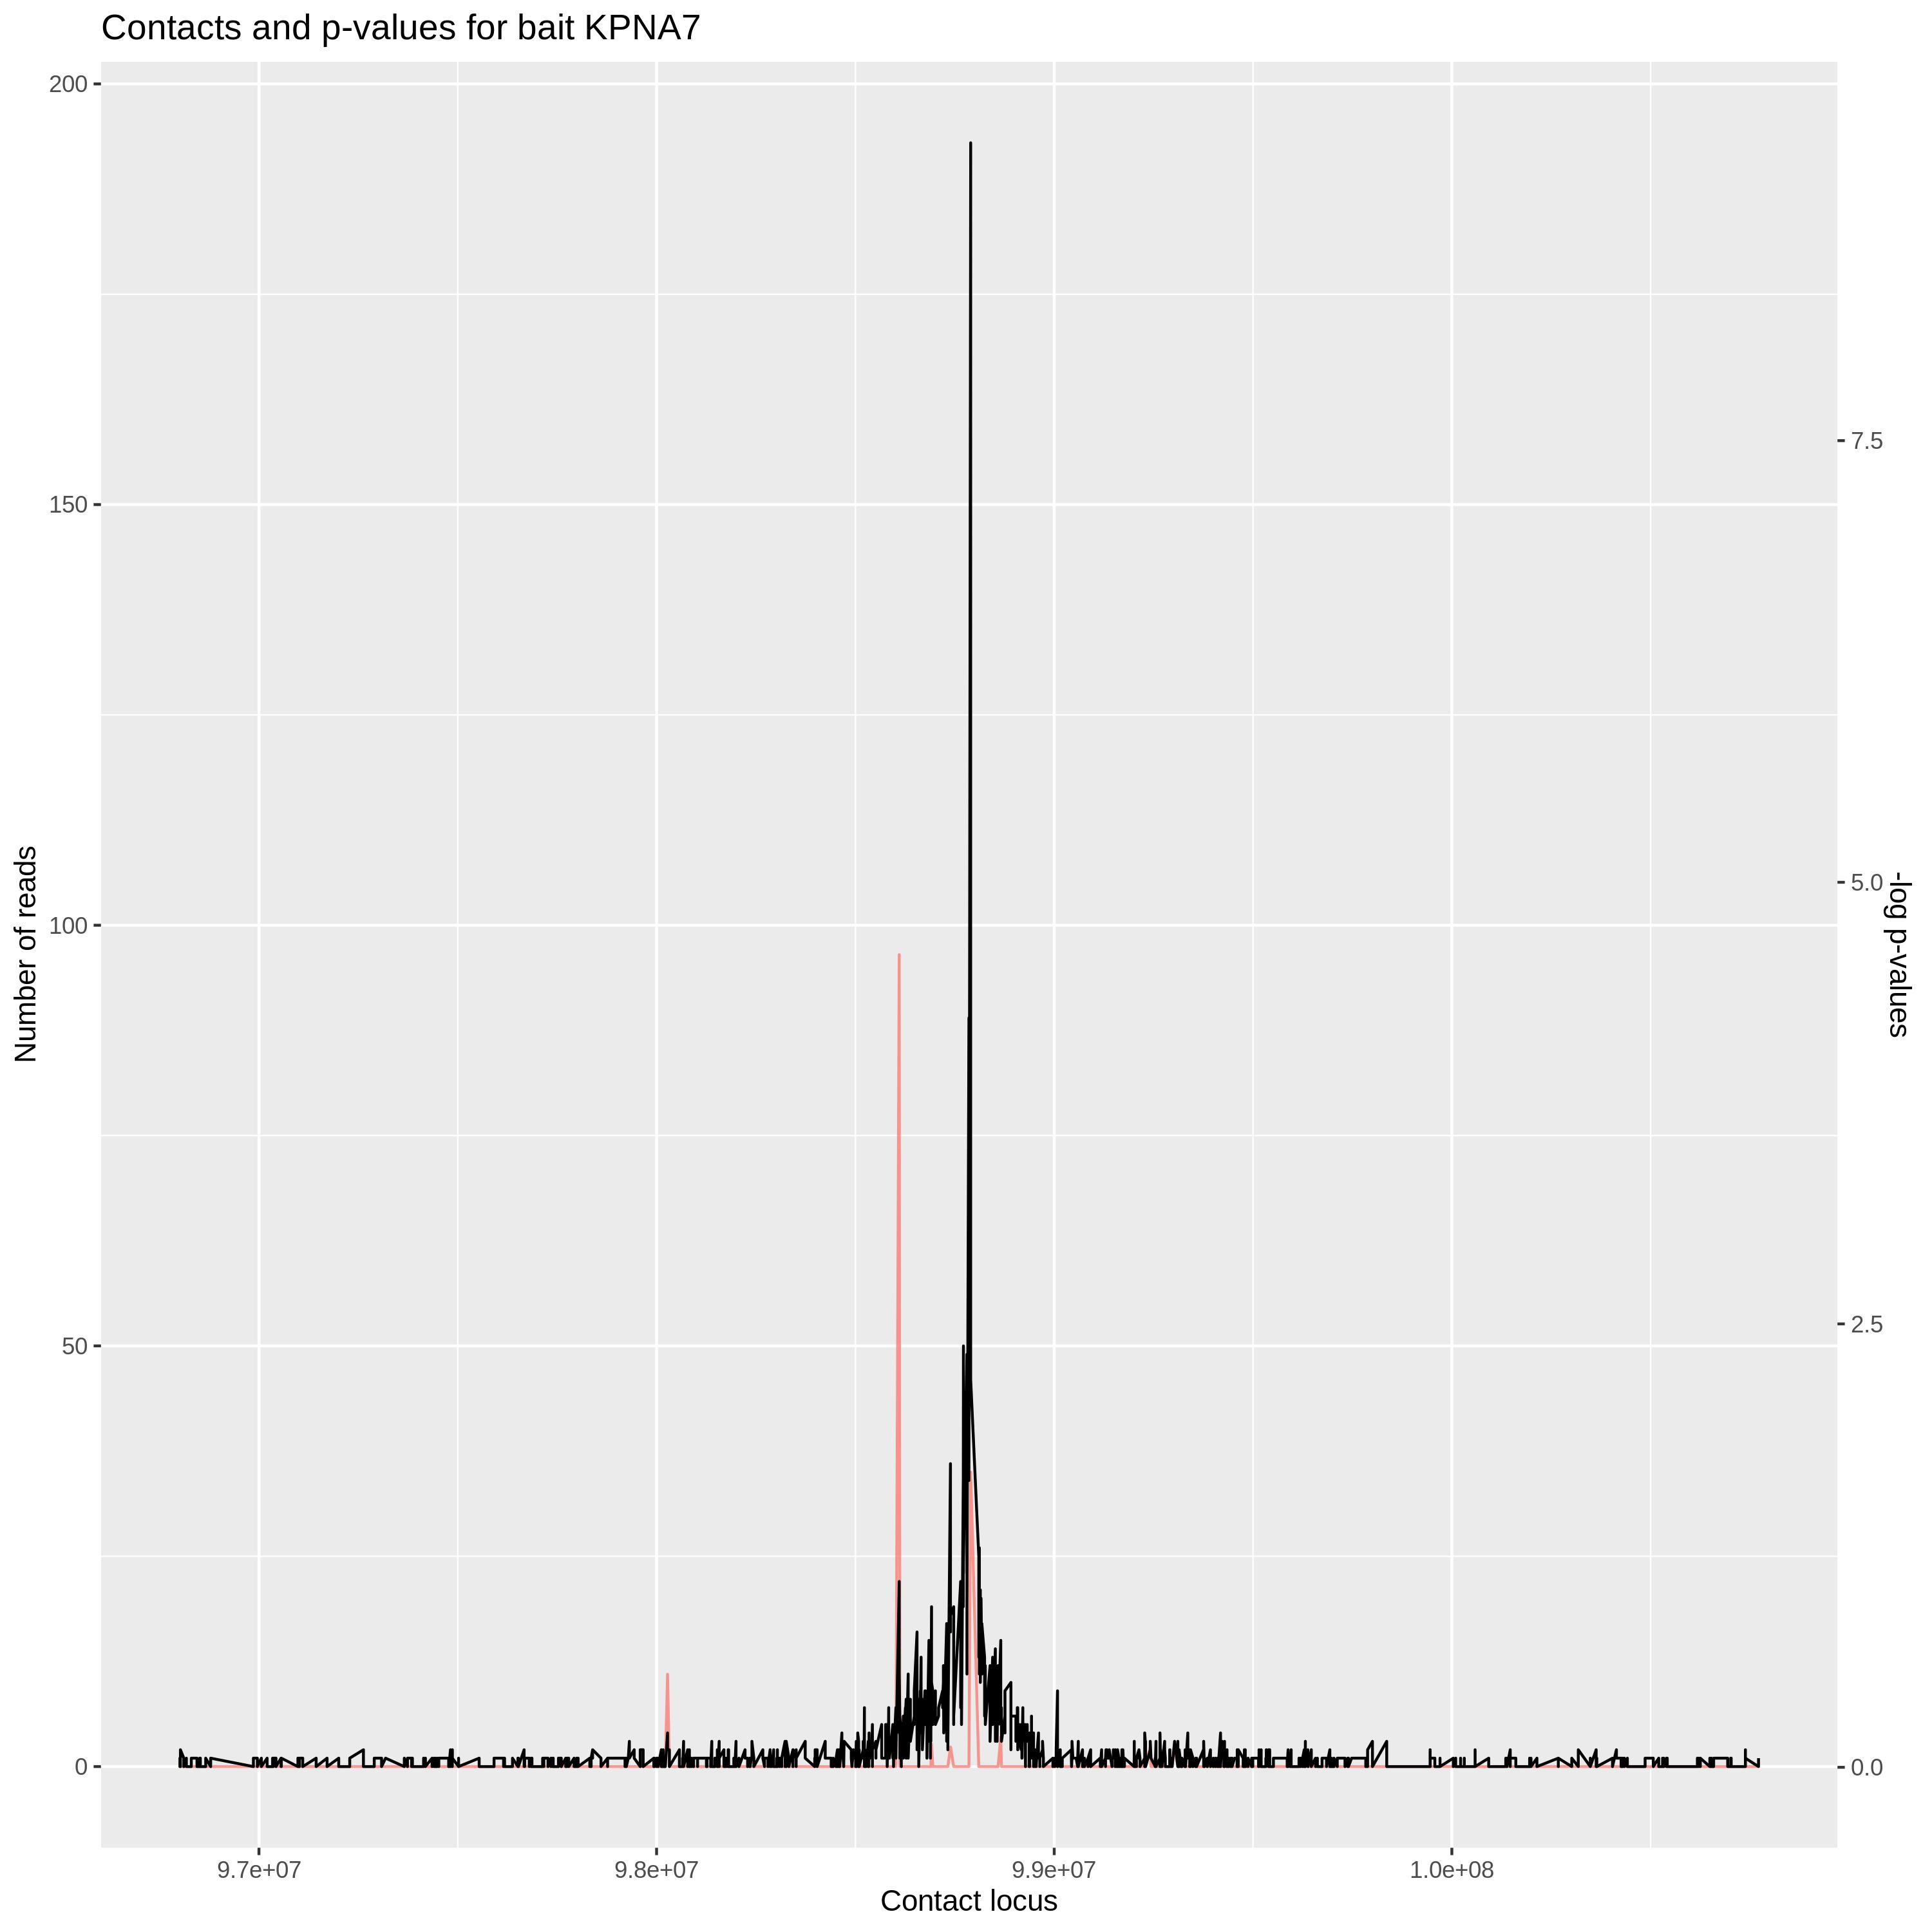 Contacts and p-values for bait KPNA7
200
150
100
50
0
Number of reads
7.5
5.0
2.5
0.0
-log p-values
9.7e+07 9.8e+07 9.9e+07 1.0e+08
Contact locus